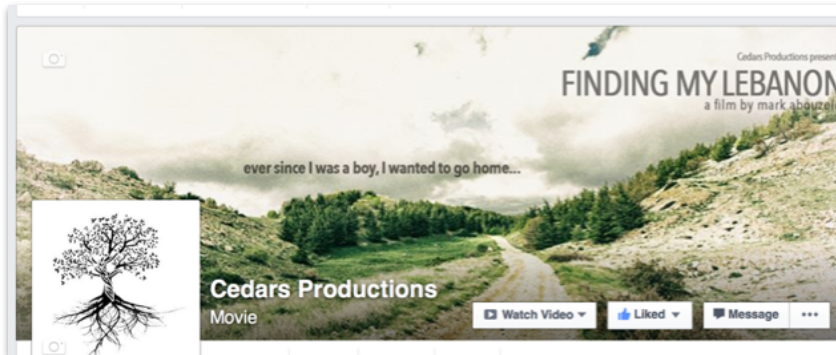 Cedars Productions present
FINDING MY LEBANON
a film by mark abouzei
ever since I was a boy, I wanted to go home...
Cedars Productions
Movie
Watch Video
Liked
Message